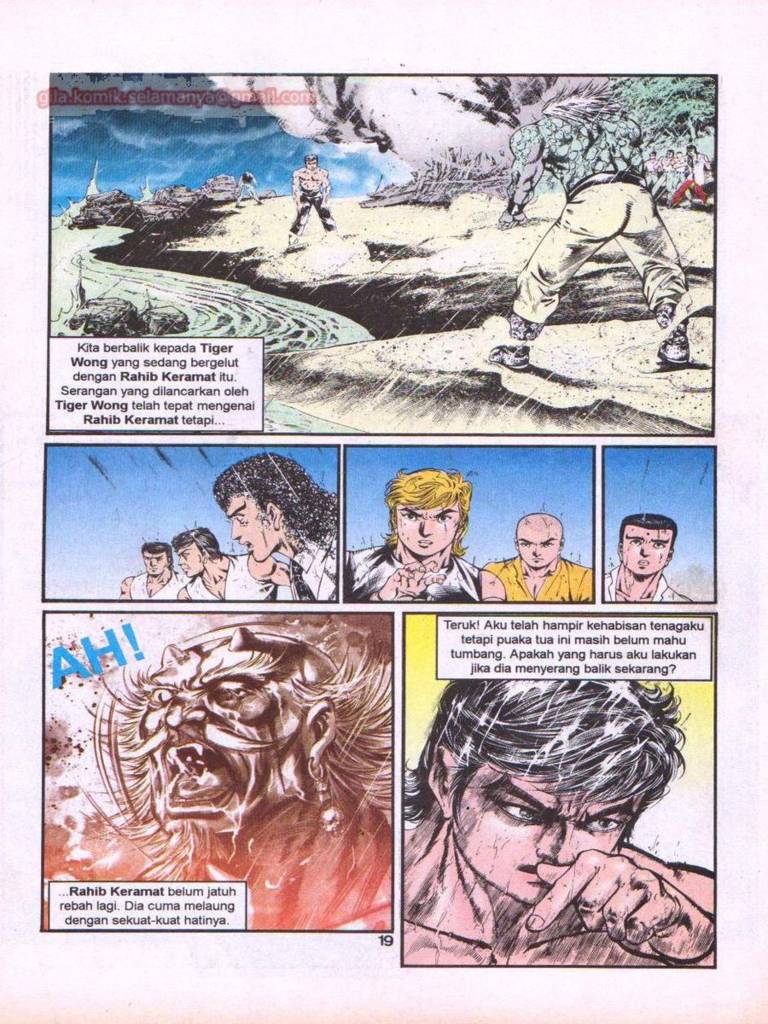 gila.komik.selamanya@gmail.com
Kita berbalik kepada Tiger
Wong yang sedang bergelut
dengan Rahib Keramat itu.
Serangan yang dilancarkan oleh
Tiger Wong telah tepat mengenai
Rahib Keramat tetapi...
AH!
Teruk! Aku telah hampir kehabisan tenagaku
tetapi puaka tua ini masih belum mahu
tumbang. Apakah yang harus aku lakukan
jika dia menyerang balik sekarang?
...Rahib Keramat belum jatuh
rebah lagi. Dia cuma melaung
dengan sekuat-kuat hatinya.
19